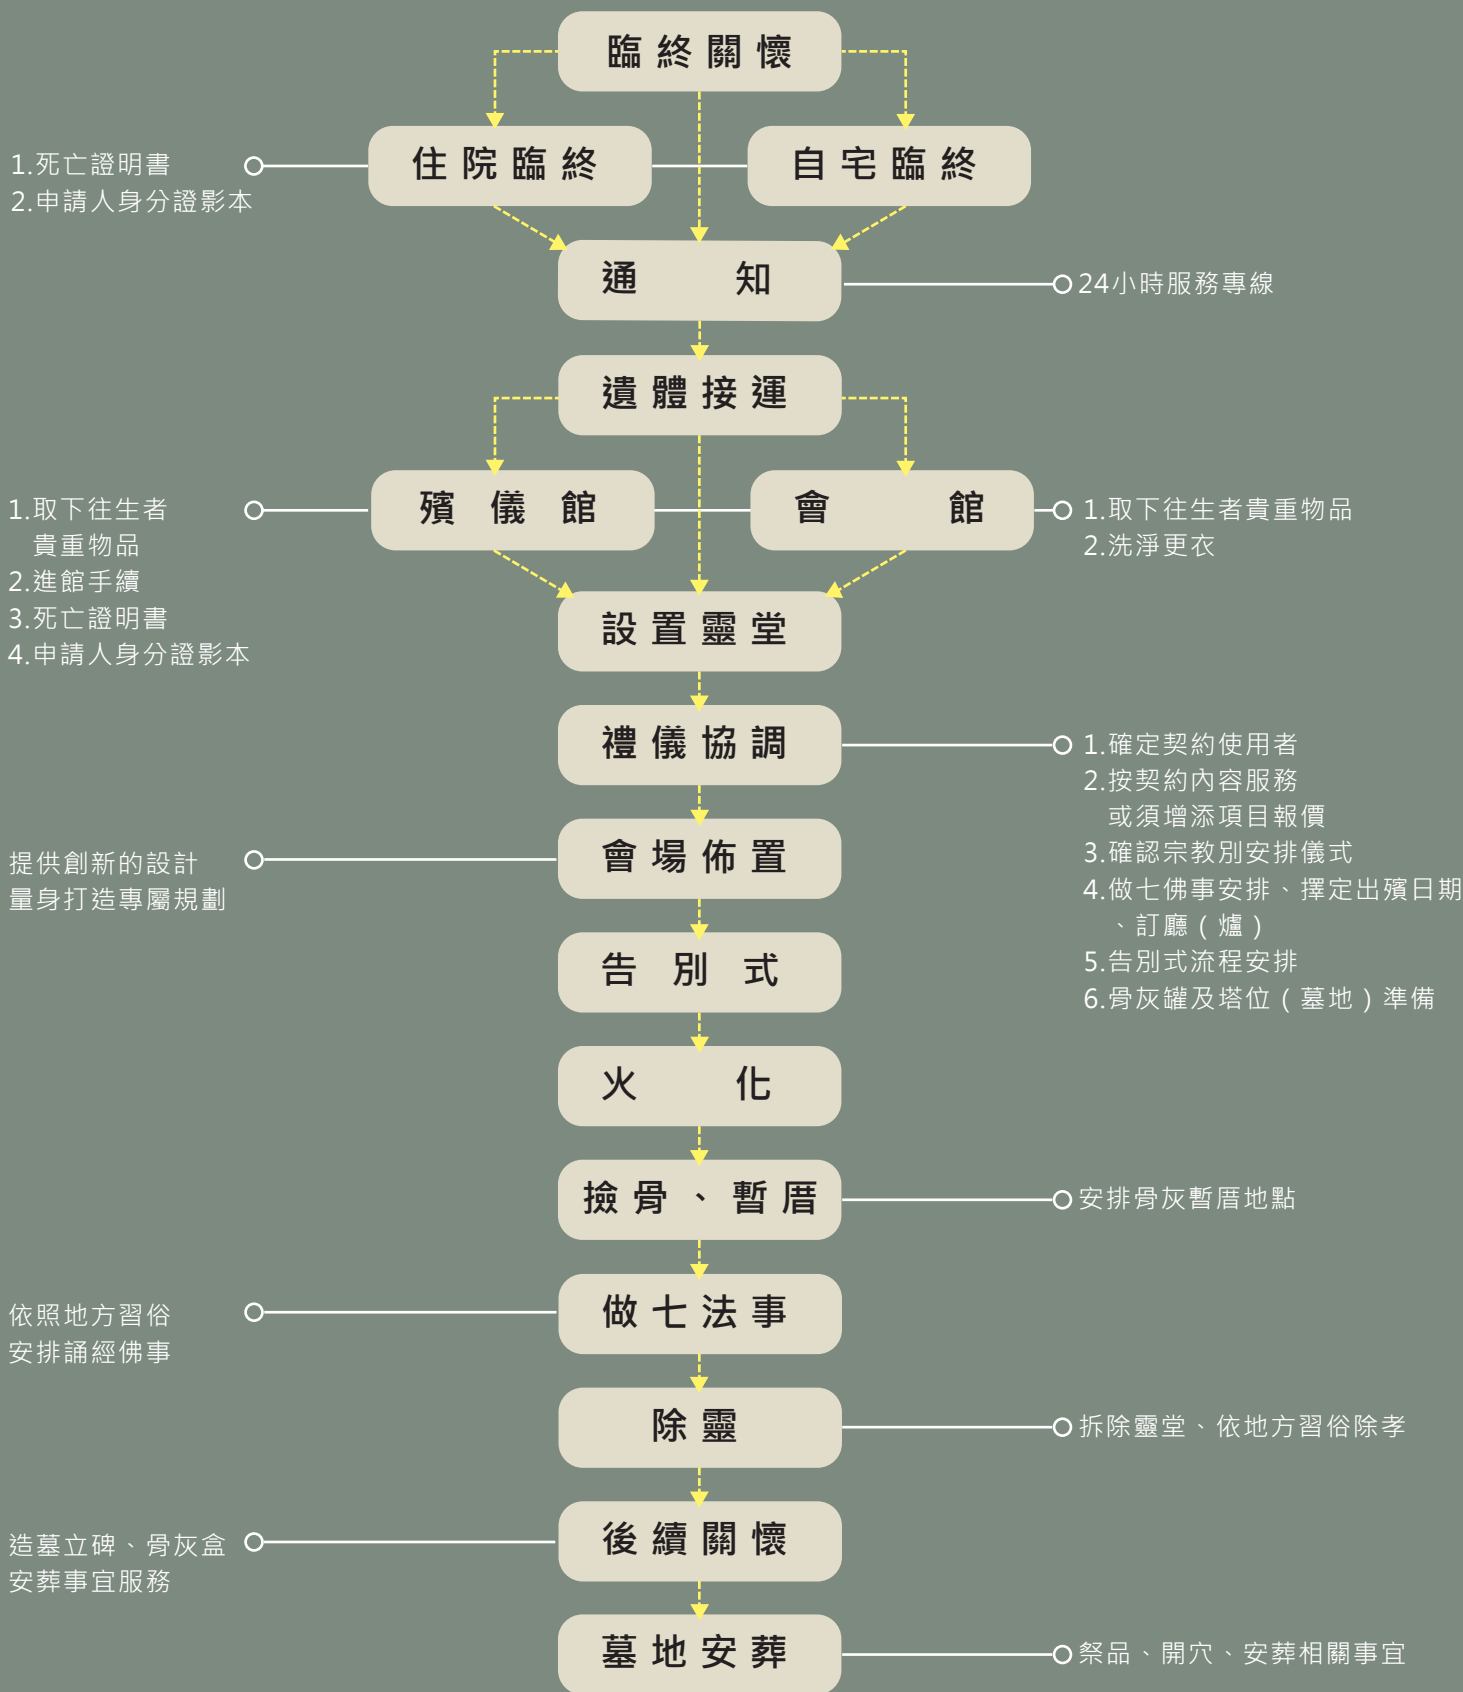 臨終關懷
住院臨終
自宅臨終
1.死亡證明書
2.申請人身分證影本
通知
24小時服務專線
遺體接運
殯儀館
會館
1.取下往生者
貴重物品
2.進館手續
3.死亡證明書
4.申請人身分證影本
1.取下往生者貴重物品
2.洗淨更衣
設置靈堂
禮儀協調
1.確定契約使用者
2.按契約內容服務
或須增添項目報價
3.確認宗教別安排儀式
4.做七佛事安排、擇定出殯日期
、訂廳（爐）
5.告別式流程安排
6.骨灰罐及塔位（墓地）準備
會場佈置
提供創新的設計
量身打造專屬規劃
告別式
火化
撿骨、暫厝
安排骨灰暫厝地點
做七法事
依照地方習俗
安排誦經佛事
除靈
拆除靈堂、依地方習俗除孝
後續關懷
造墓立碑、骨灰盒
安葬事宜服務
墓地安葬
祭品、開穴、安葬相關事宜